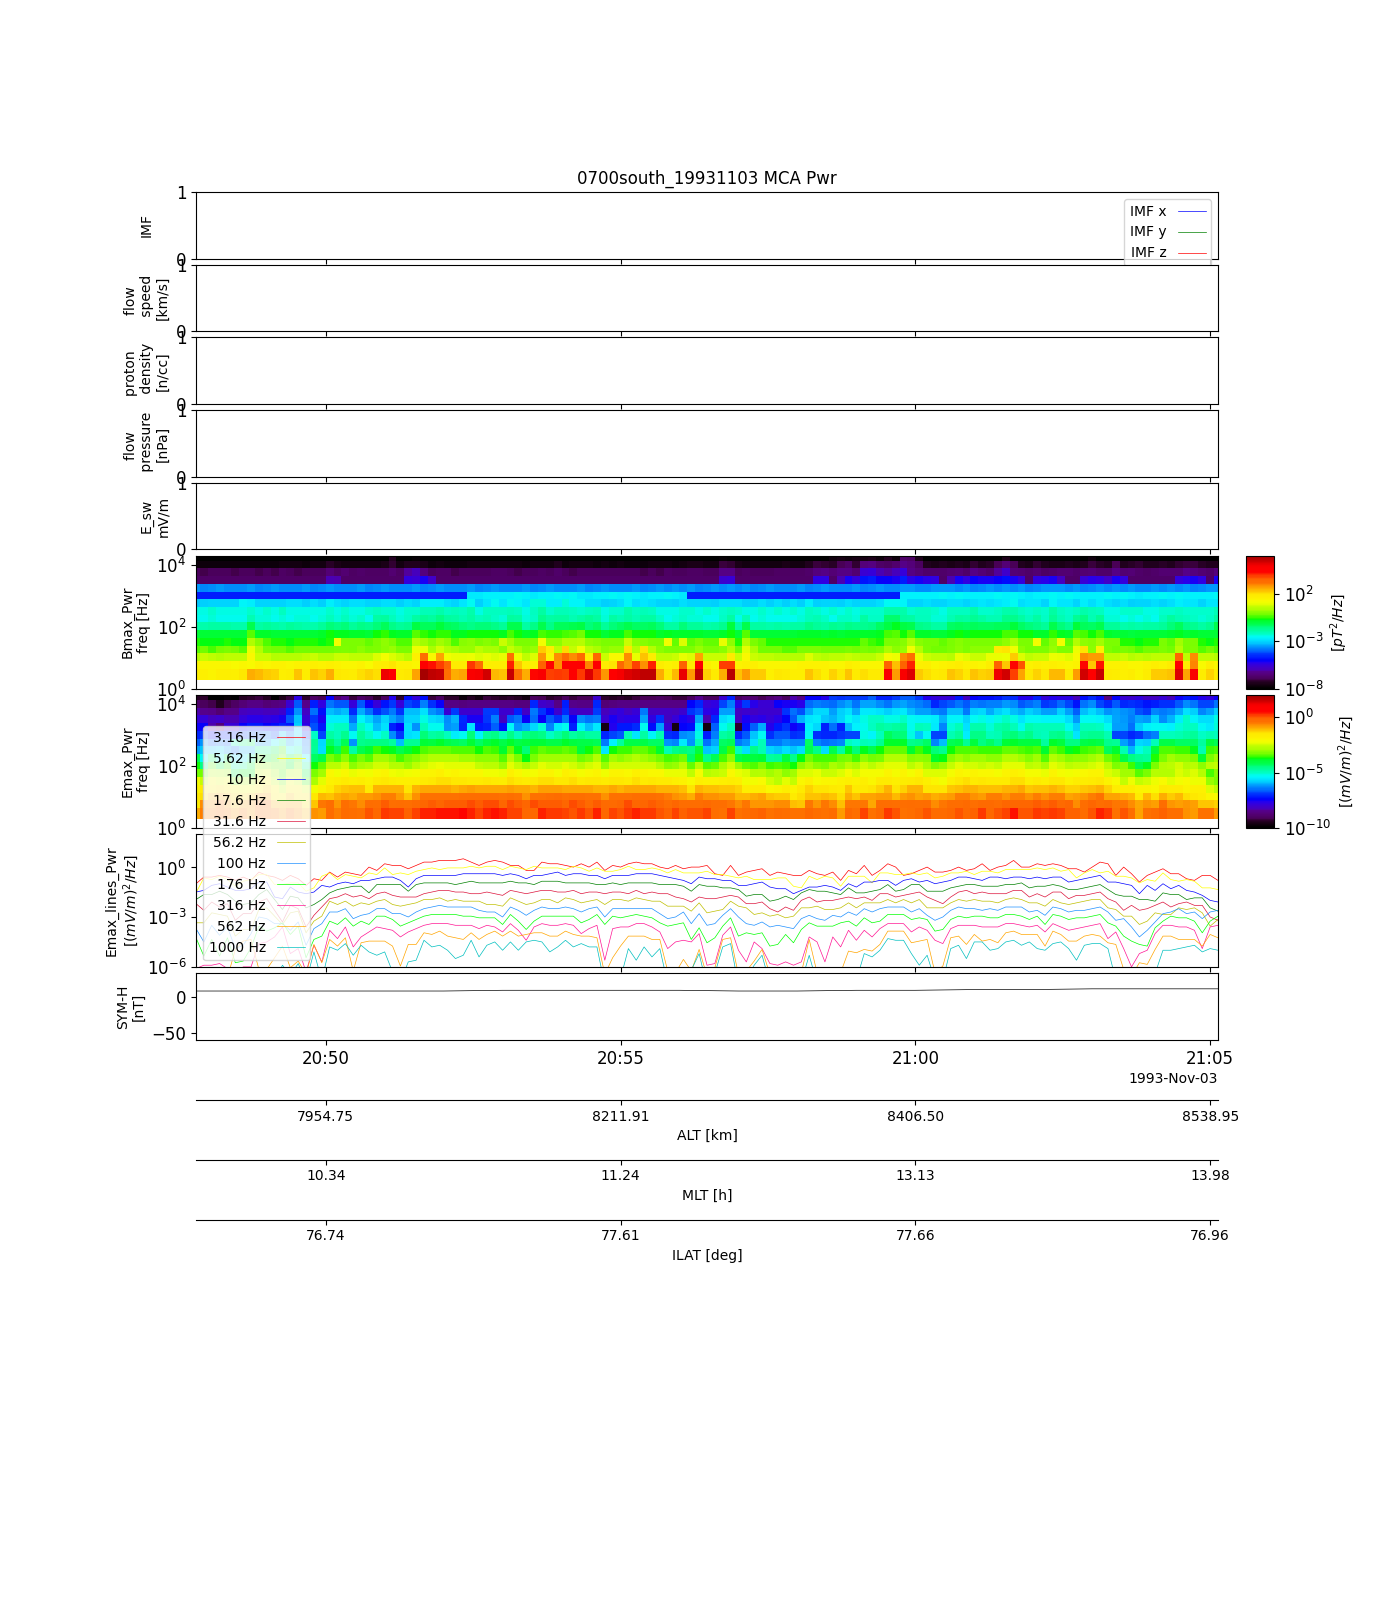 0700south_19931103 MCA Pwr
1
0
IMF
IMF x
IMF y
IMF z
1
0
flow
speed
[km/s]
1
0
proton
density
[n/cc]
1
0
flow
pressure
[nPa]
1
0
E_sw
mV/m
10^4
10^2
10^0
Bmax_Pwr
freq [Hz]
10^2
10^-3
10^-8
[pT^2/Hz]
10^4
10^2
10^0
Emax_Pwr
freq [Hz]
10^0
10^-5
10^-10
[(mV/m)^2/Hz]
3.16 Hz
5.62 Hz
10 Hz
17.6 Hz
31.6 Hz
56.2 Hz
100 Hz
176 Hz
316 Hz
562 Hz
1000 Hz
10^0
10^-3
10^-6
Emax_lines_Pwr
[(mV/m)^2/Hz]
0
−50
SYM-H
[nT]
20:50 20:55 21:00 21:05
1993-Nov-03
7954.75 8211.91 8406.50 8538.95
ALT [km]
10.34 11.24 13.13 13.98
MLT [h]
76.74 77.61 77.66 76.96
ILAT [deg]